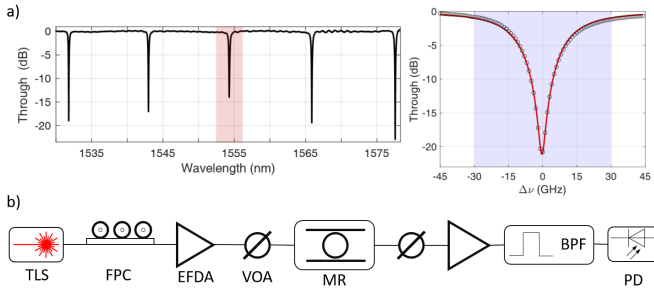 a)
0
-5
-10
-15
-20
Through (dB)
1535
1545
1555
1565
1575
Wavelength (nm)
0
-5
-10
-15
-20
Through (dB)
-45
-30
-15
0
15
30
45
Δν (GHz)
b)
BPF
TLS
FPC
EFDA
VOA
MR
PD